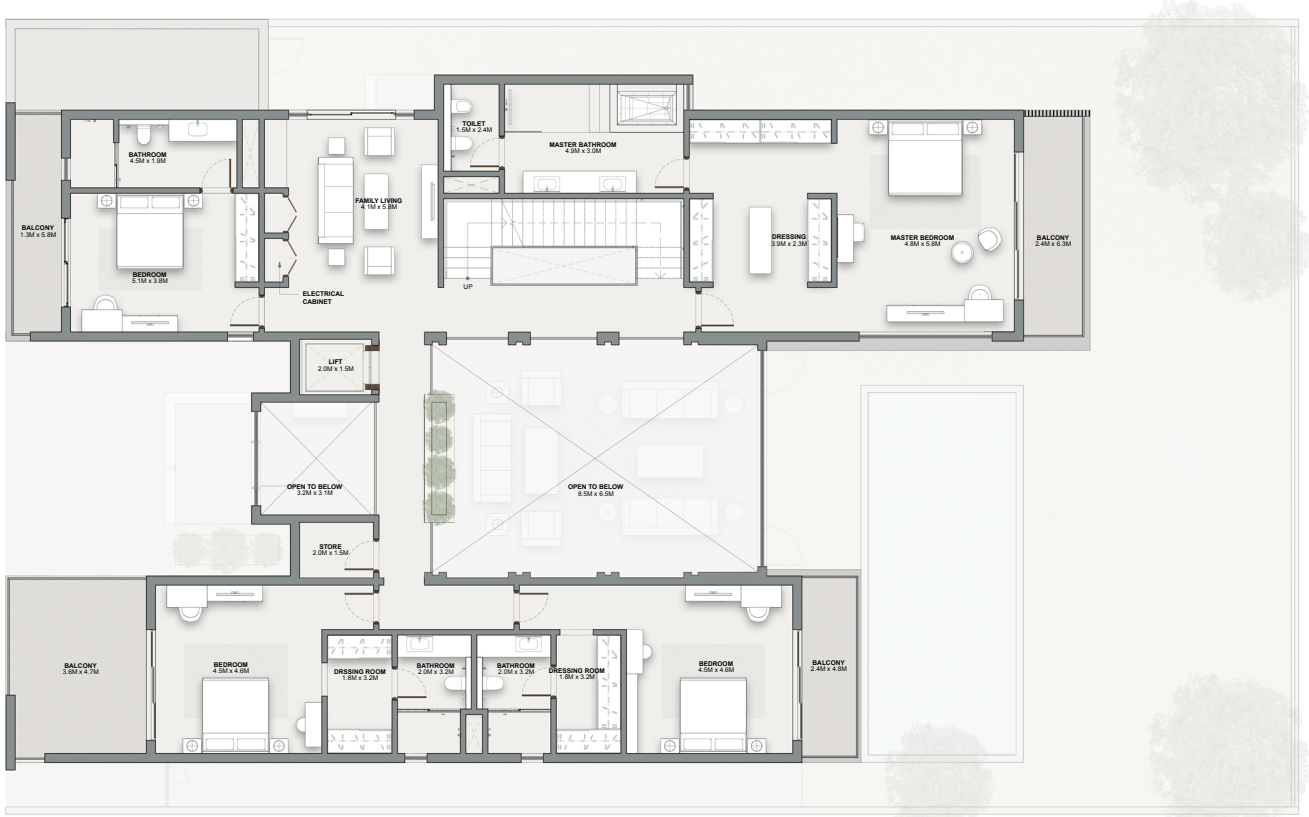 TOILET
1.5M x 2.4M
MASTER BATHROOM
4.9M x 3.0M
BATHROOM
4.5M x 1.9M
FAMILY LIVING
4.1M x 5.8M
BALCONY
1.3M x 5.8M
BEDROOM
5.1M x 3.8M
DRESSING
3.9M x 2.3M
MASTER BEDROOM
4.8M x 5.8M
BALCONY
2.4M x 6.3M
UP
ELECTRICAL
CABINET
LIFT
2.0M x 1.5M
OPEN TO BELOW
3.2M x 3.1M
OPEN TO BELOW
8.5M x 6.5M
STORE
2.0M x 1.5M
BALCONY
3.6M x 4.7M
BEDROOM
4.5M x 4.6M
DRSSING ROOM
1.8M x 3.2M
BATHROOM
2.0M x 3.2M
BATHROOM
2.0M x 3.2M
DRESSING ROOM
1.8M x 3.2M
BEDROOM
4.5M x 4.6M
BALCONY
2.4M x 4.8M